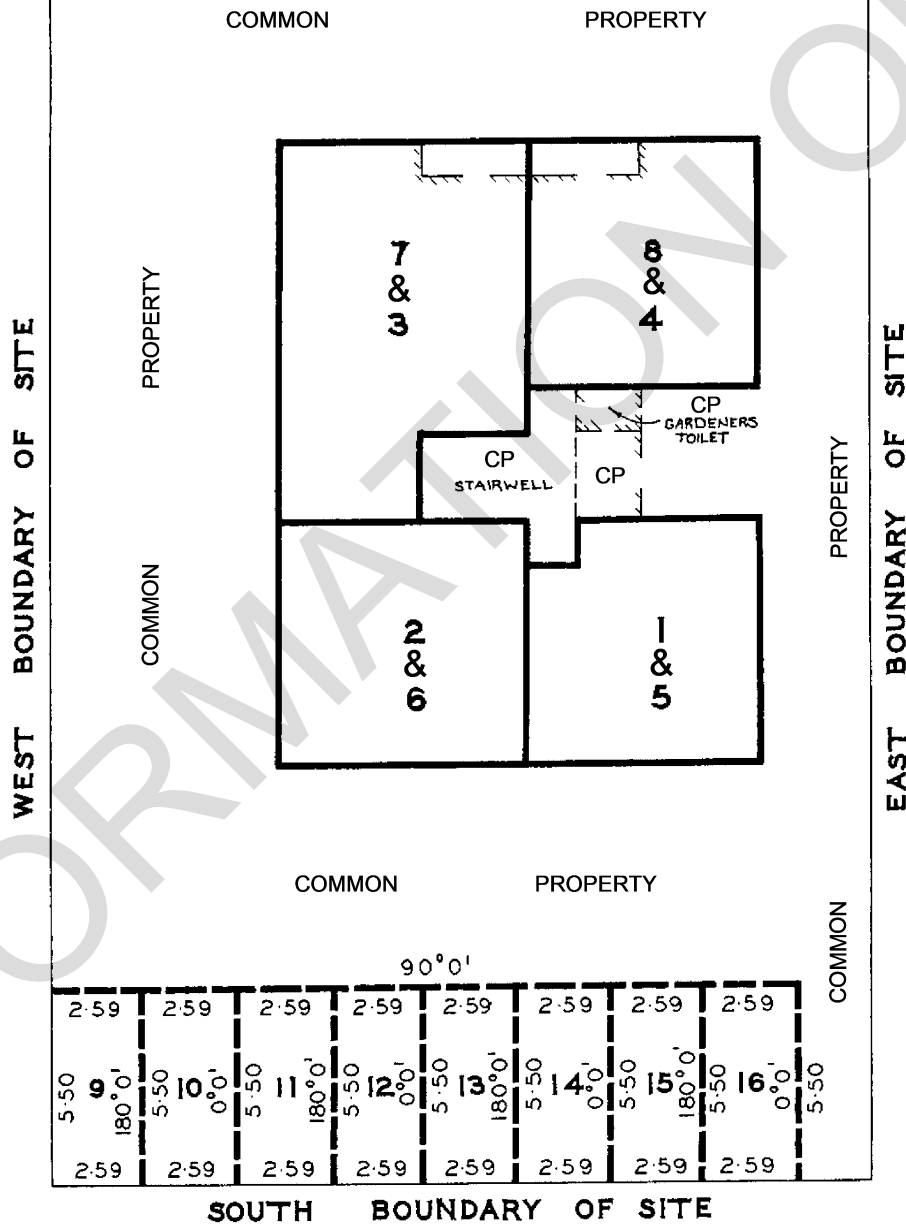 COMMON PROPERTY
7 & 3
8 & 4
CP
GARDENERS
TOILET
CP
STAIRWELL
CP
2 & 6
1 & 5
WEST BOUNDARY OF SITE
COMMON PROPERTY
EAST BOUNDARY OF SITE
COMMON PROPERTY
COMMON PROPERTY
90°0'
2·59 2·59 2·59 2·59 2·59 2·59 2·59 2·59
5·50 9 180°0' 5·50 10 0°0' 5·50 11 180°0' 5·50 12 0°0' 5·50 13 180°0' 5·50 14 0°0' 5·50 15 180°0' 5·50 16 0°0' 5·50
2·59 2·59 2·59 2·59 2·59 2·59 2·59 2·59
SOUTH BOUNDARY OF SITE
ORMATION O